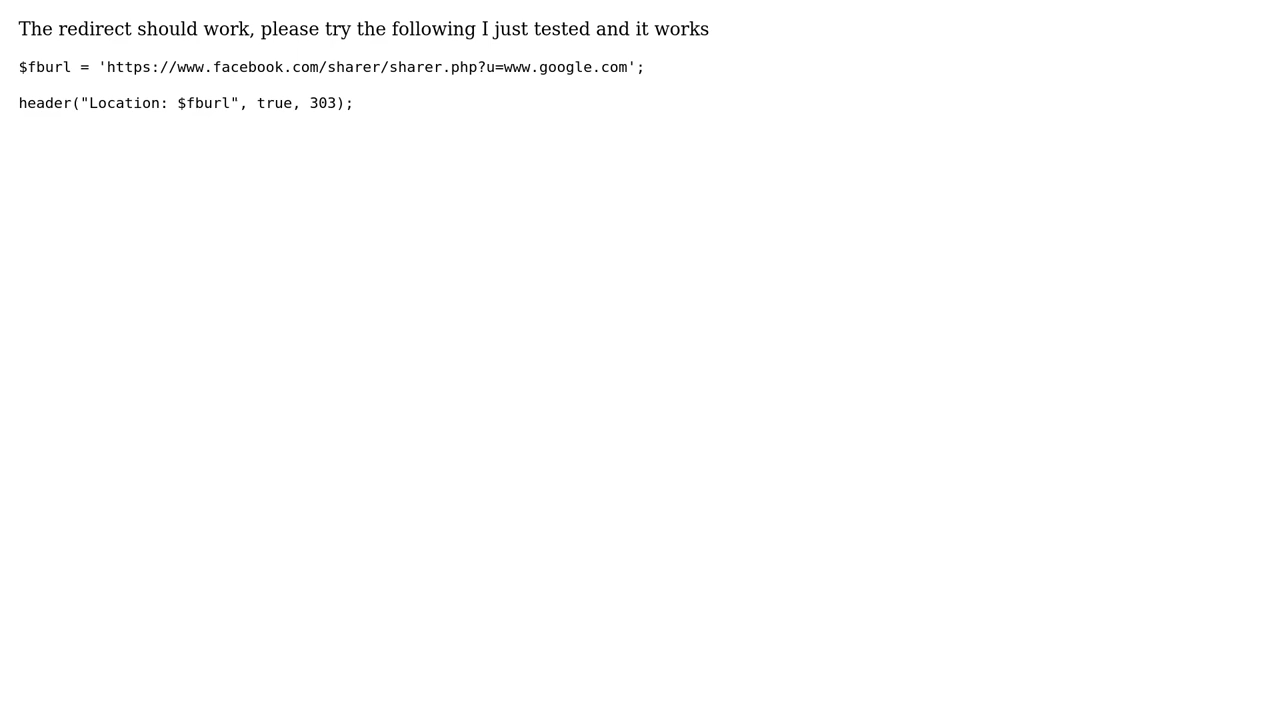 The redirect should work, please try the following I just tested and it works
$fburl = 'https://www.facebook.com/sharer/sharer.php?u=www.google.com';
header("Location: $fburl", true, 303);